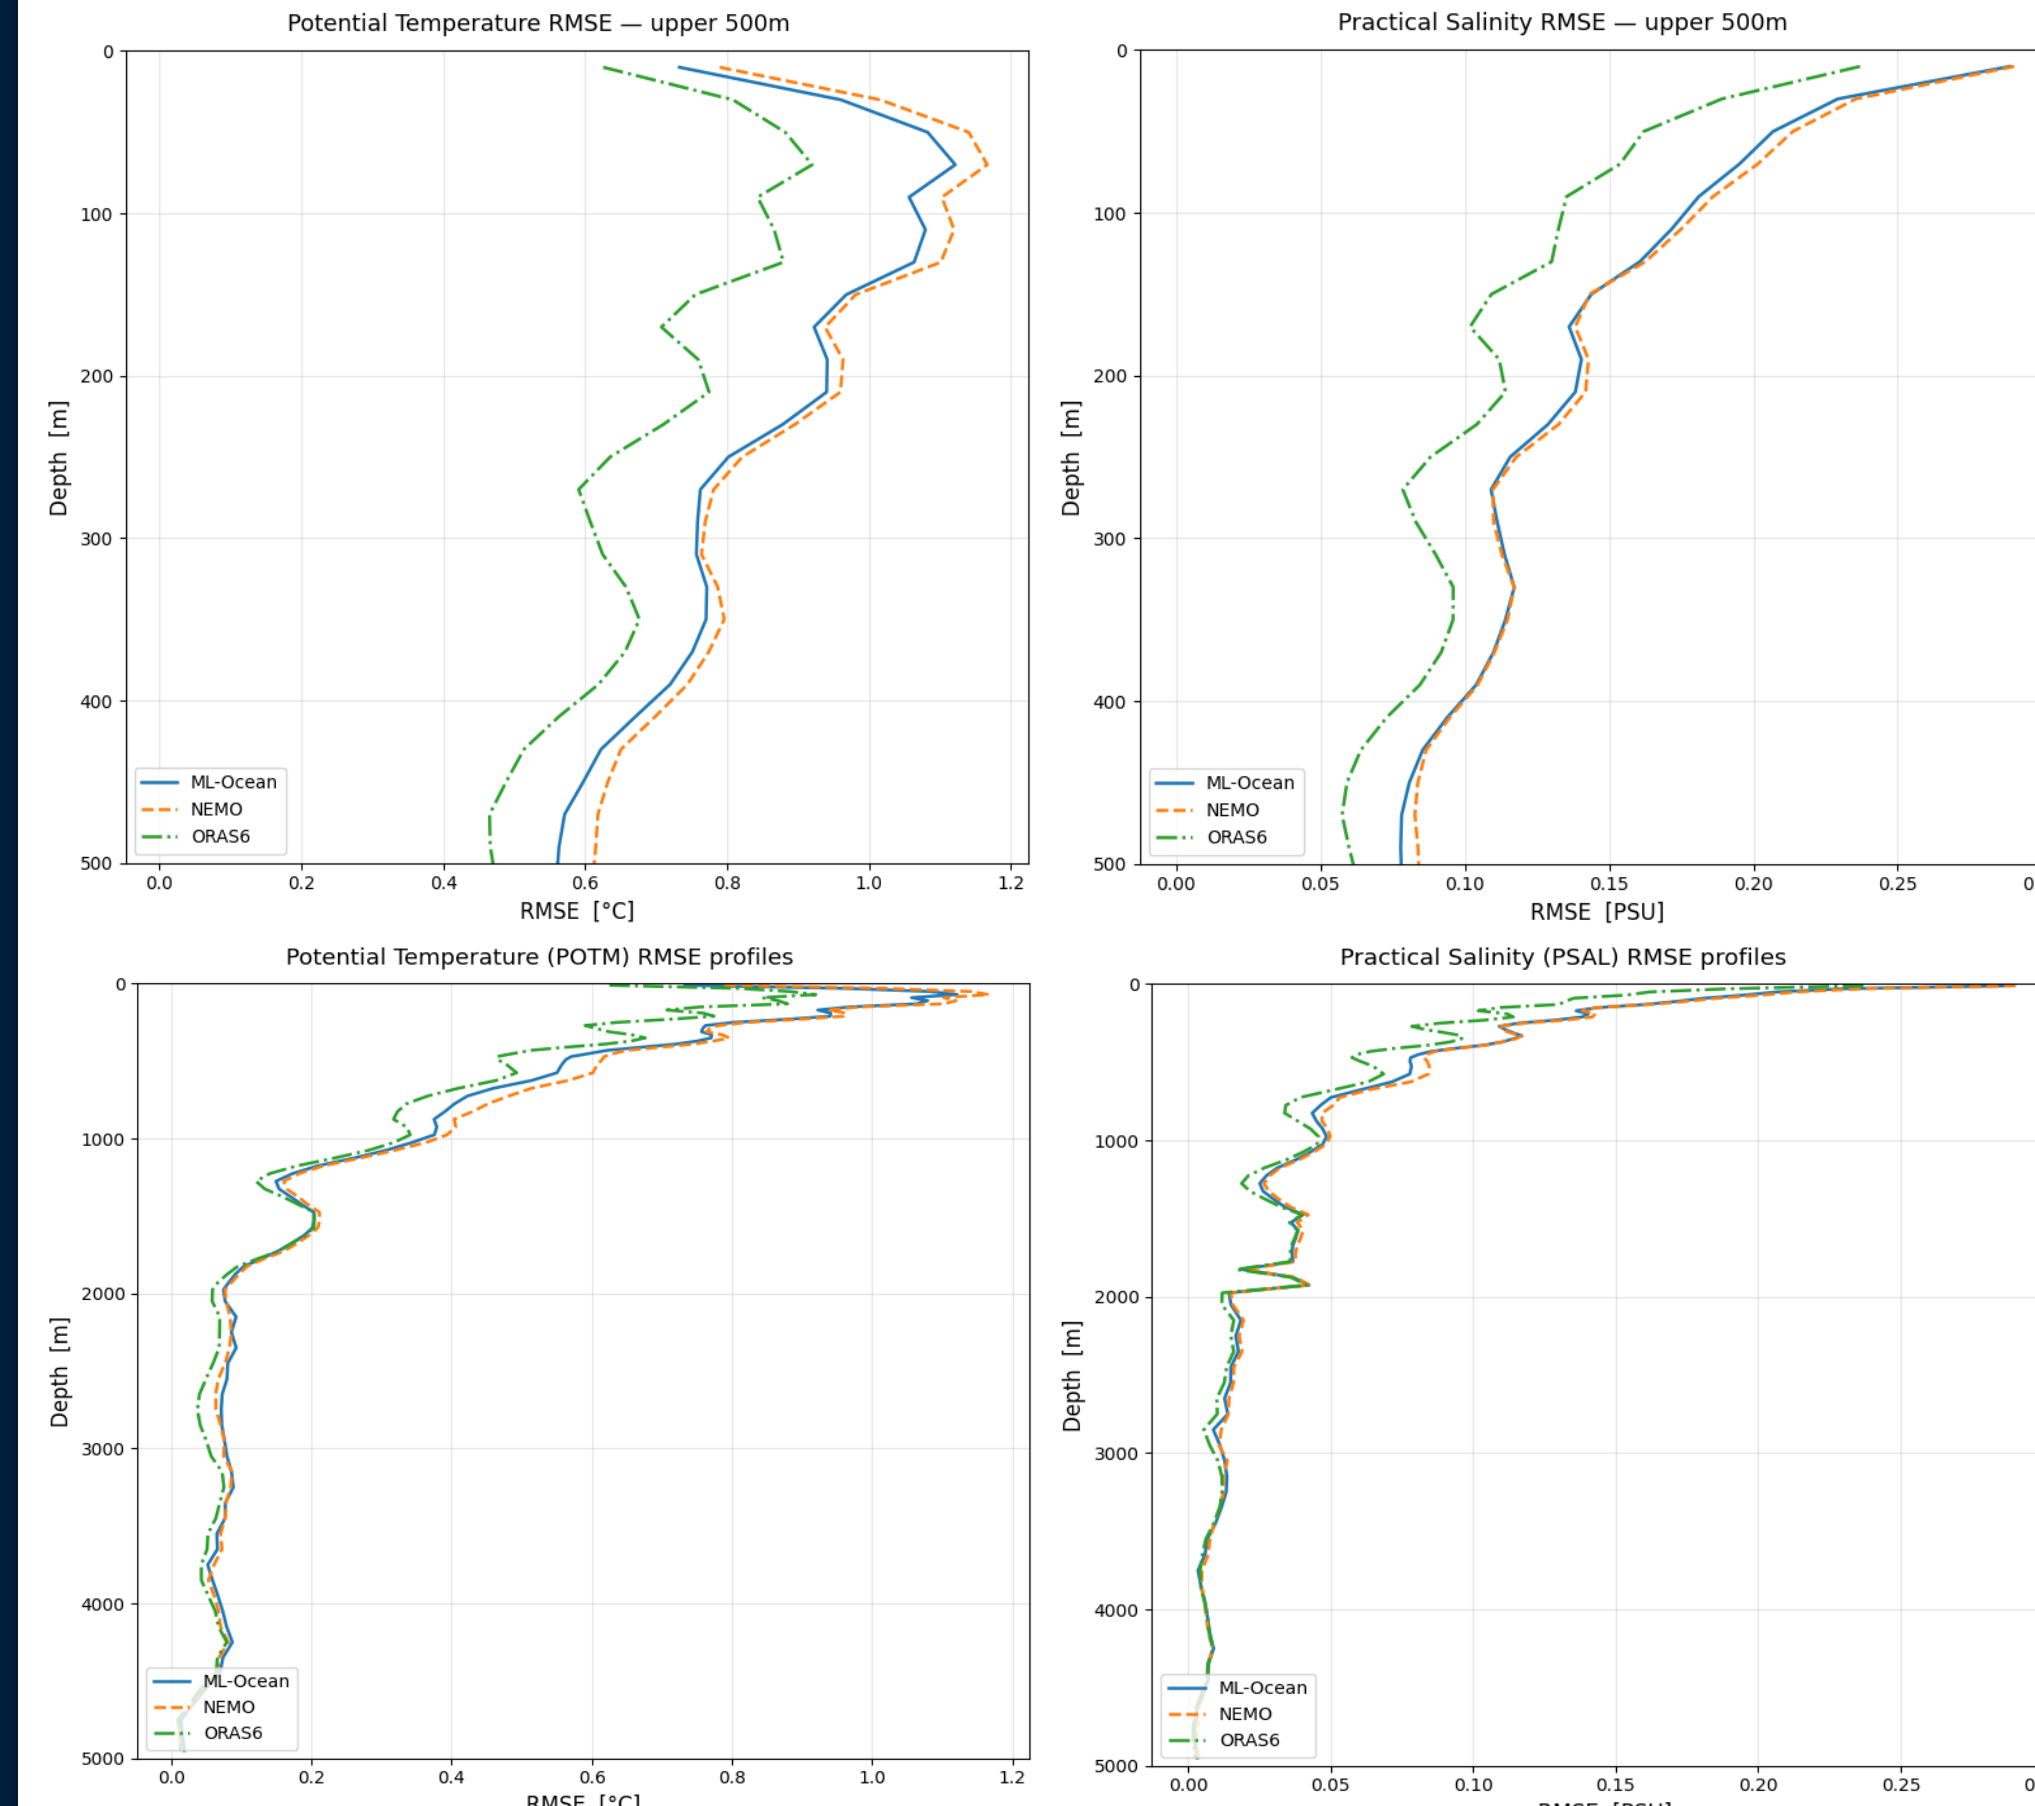 Potential Temperature RMSE — upper 500m
0
100
200
300
400
500
Depth [m]
ML-Ocean
NEMO
ORAS6
0.0 0.2 0.4 0.6 0.8 1.0 1.2
RMSE [°C]
Practical Salinity RMSE — upper 500m
0
100
200
300
400
500
Depth [m]
ML-Ocean
NEMO
ORAS6
0.00 0.05 0.10 0.15 0.20 0.25
RMSE [PSU]
Potential Temperature (POTM) RMSE profiles
0
1000
2000
3000
4000
5000
Depth [m]
ML-Ocean
NEMO
ORAS6
0.0 0.2 0.4 0.6 0.8 1.0 1.2
RMSE [°C]
Practical Salinity (PSAL) RMSE profiles
0
1000
2000
3000
4000
5000
Depth [m]
ML-Ocean
NEMO
ORAS6
0.00 0.05 0.10 0.15 0.20 0.25
RMSE [PSU]